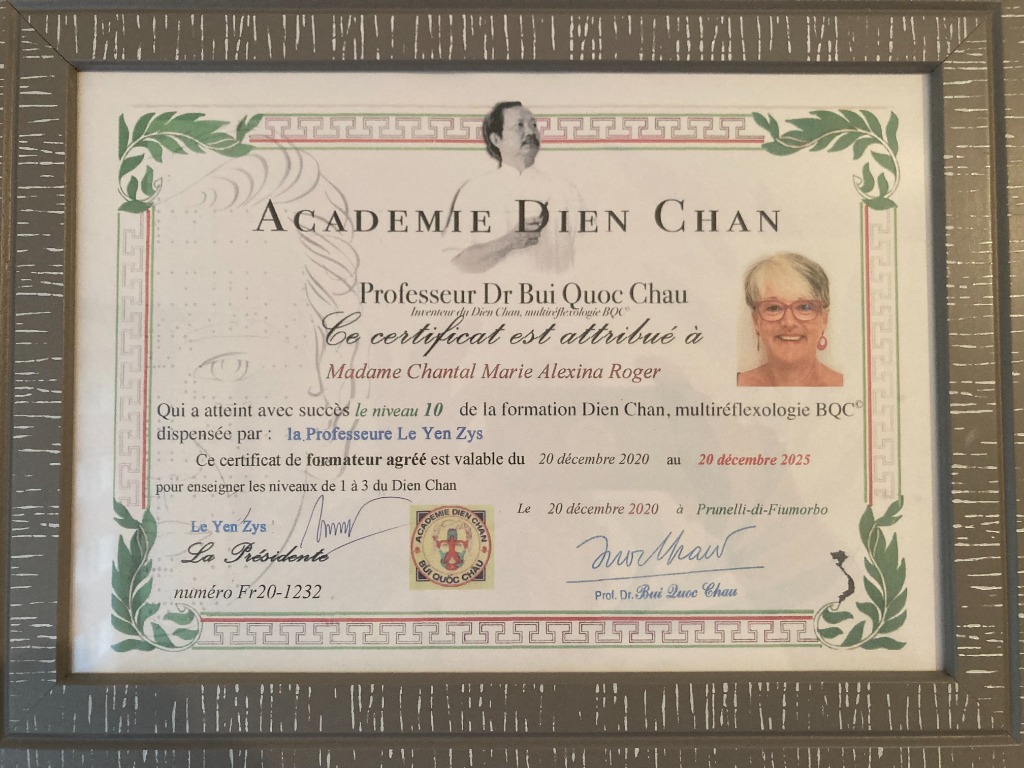 ACADEMIE DIEN CHAN
Professeur Dr Bui Quoc Chau
Inventeur du Dien Chan, multiréflexologie BQC©
Ce certificat est attribué à
Madame Chantal Marie Alexina Roger
Qui a atteint avec succès le niveau 10 de la formation Dien Chan, multiréflexologie BQC©
dispensée par : la Professeure Le Yen Zys
Ce certificat de formateur agréé est valable du 20 décembre 2020 au 20 décembre 2025
pour enseigner les niveaux de 1 à 3 du Dien Chan
Le 20 décembre 2020 à Prunelli-di-Fiumorbo
Le Yen Zys
La Présidente
numéro Fr20-1232
ACADEMIE DIEN CHAN
BUI QUỐC CHÂU
Prof. Dr. Bui Quoc Chau